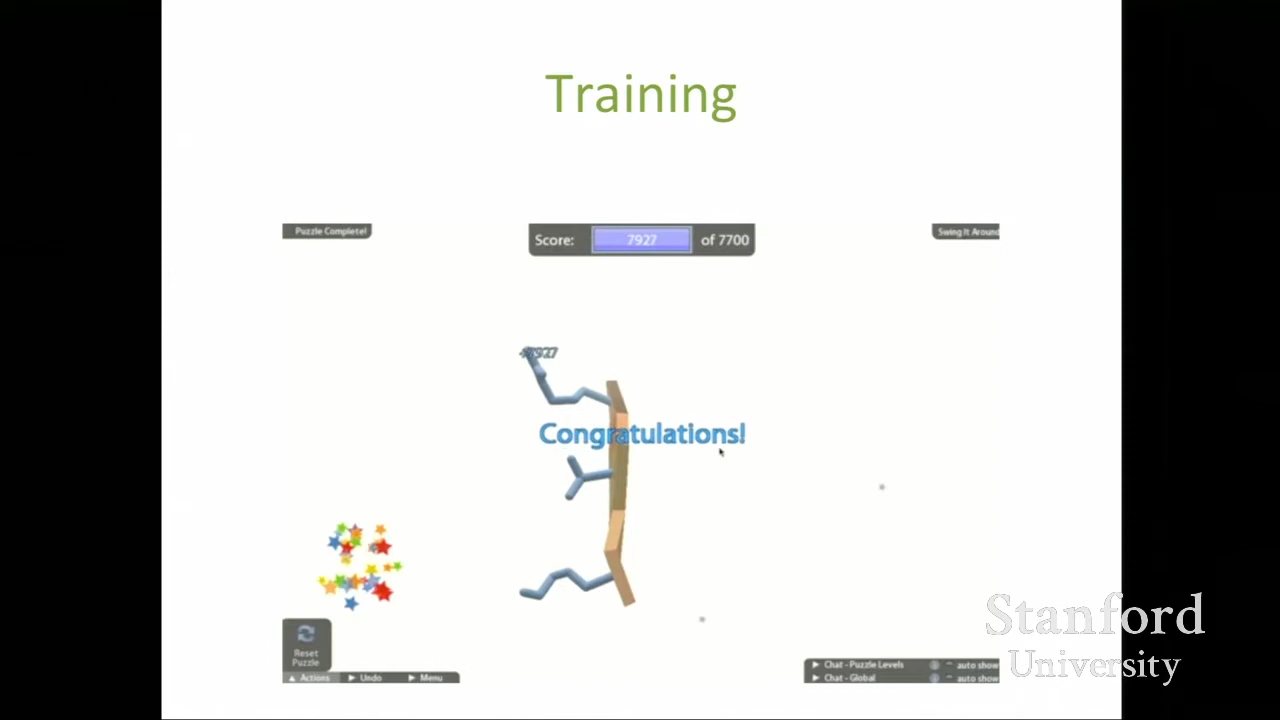 Training
Puzzle Complete!
Score: 7927 of 7700
Swing It Around
Congratulations!
Reset
Puzzle
Actions
Undo
Menu
Chat - Puzzle Levels
auto show
Chat - Global
auto show
Stanford
University